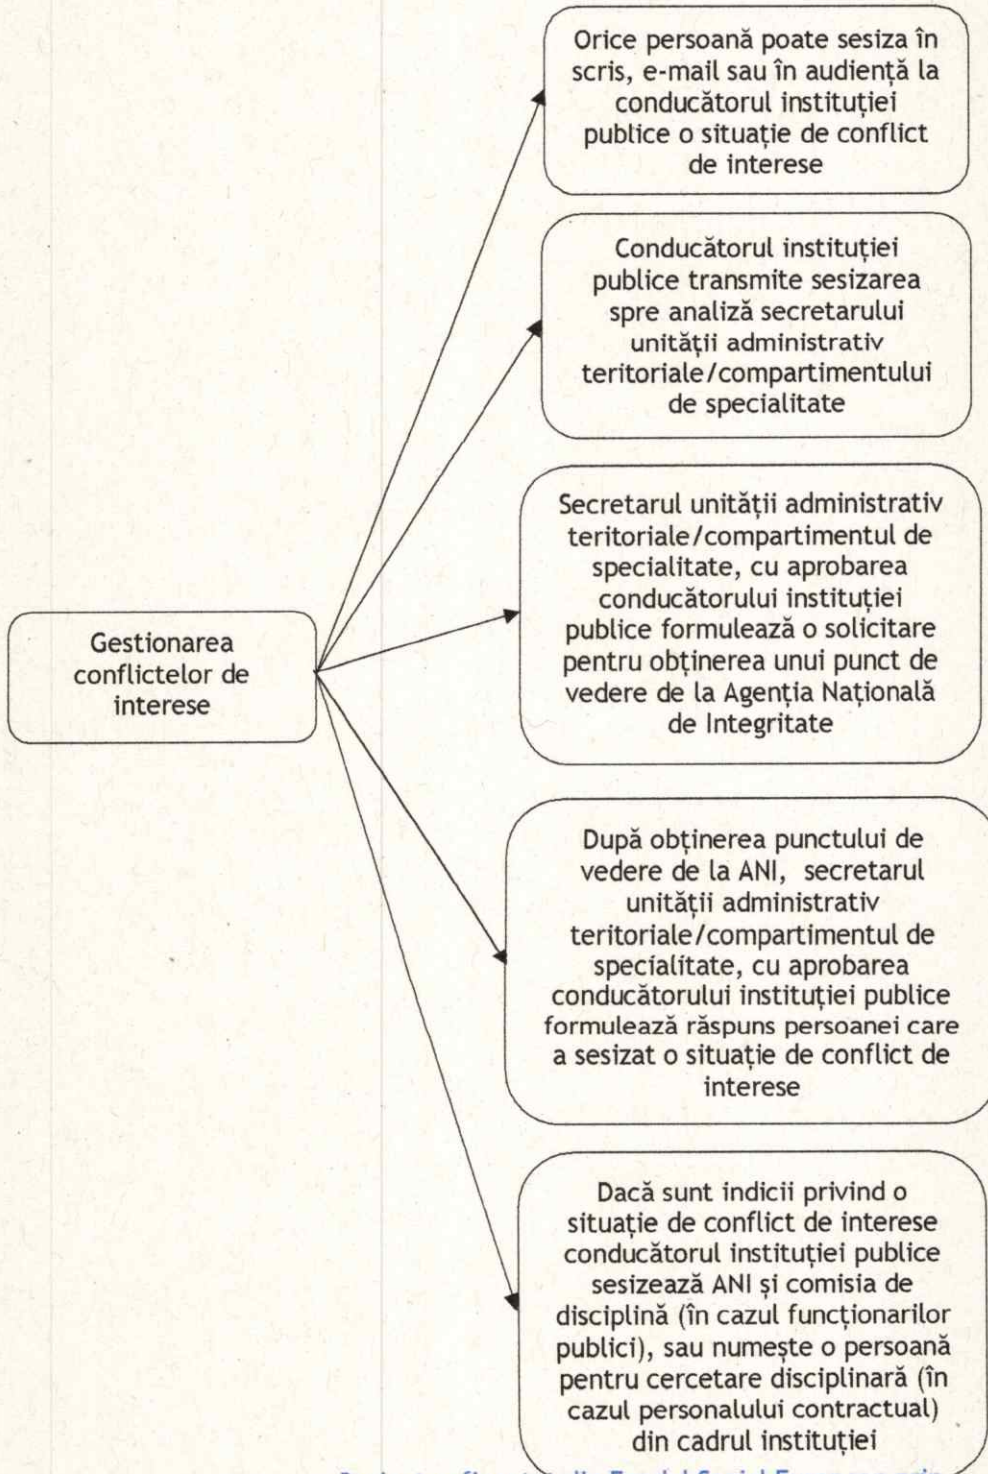 Orice persoană poate sesiza în
scris, e-mail sau în audiență la
conducătorul instituției
publice o situație de conflict
de interese
Conducătorul instituției
publice transmite sesizarea
spre analiză secretarului
unității administrativ
teritoriale/compartimentului
de specialitate
Secretarul unității administrativ
teritoriale/compartimentul de
specialitate, cu aprobarea
conducătorului instituției
publice formulează o solicitare
pentru obținerea unui punct de
vedere de la Agenția Națională
de Integritate
Gestionarea
conflictelor de
interese
După obținerea punctului de
vedere de la ANI, secretarul
unității administrativ
teritoriale/compartimentul de
specialitate, cu aprobarea
conducătorului instituției publice
formulează răspuns persoanei care
a sesizat o situație de conflict de
interese
Dacă sunt indicii privind o
situație de conflict de interese
conducătorul instituției publice
sesizează ANI și comisia de
disciplină (în cazul funcționarilor
publici), sau numește o persoană
pentru cercetare disciplinară (în
cazul personalului contractual)
din cadrul instituției